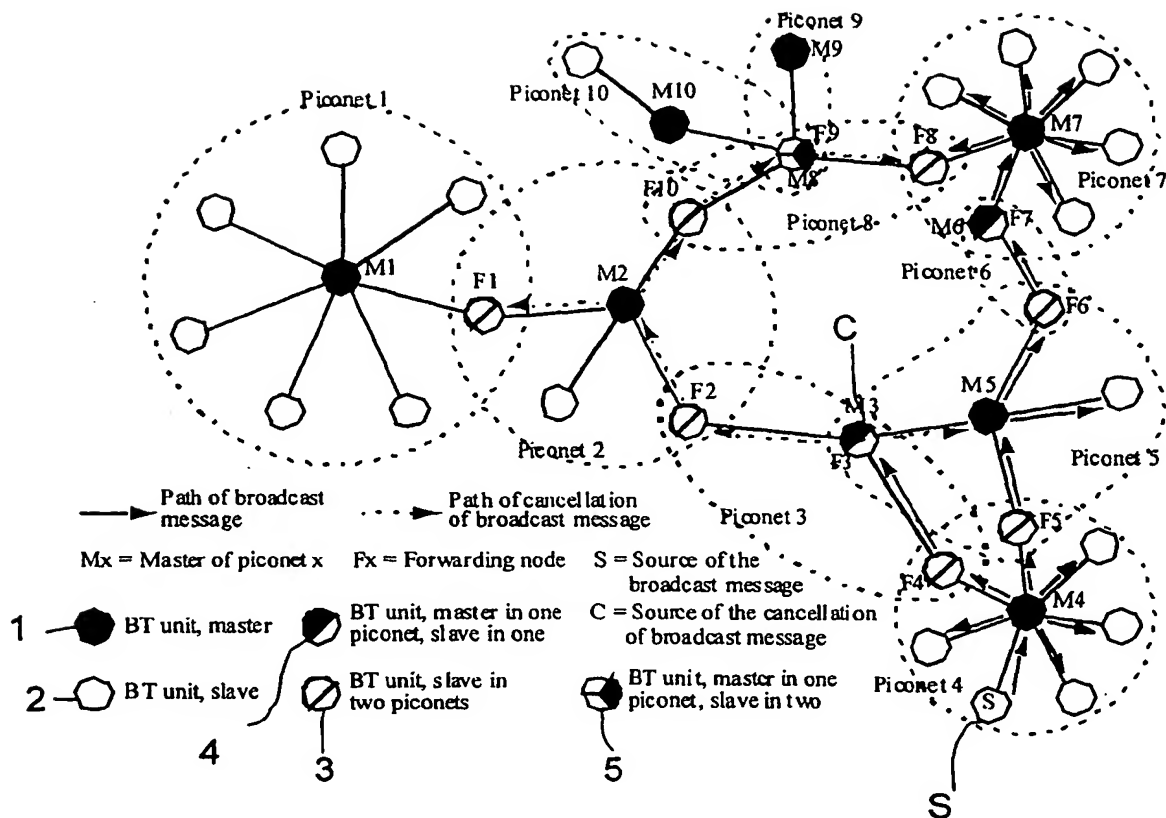 Piconet 9
M9
Piconet 1
Piconet 10
M10
F9
M8
F8
M7
Piconet 7
F10
Piconet 8
M6
F7
Piconet 6
M1
F1
M2
F6
C
F2
M3
F3
M5
Piconet 2
Piconet 5
Path of broadcast
message
Path of cancellation
of broadcast message
Piconet 3
F5
F4
M4
Mx = Master of piconet x
Fx = Forwarding node
S = Source of the
broadcast message
1
BT unit, master
BT unit, master in one
piconet, slave in one
C = Source of the cancellation
of broadcast message
2
BT unit, slave
BT unit, slave in
two piconets
BT unit, master in one
piconet, slave in two
Piconet 4
S
4
3
5
S